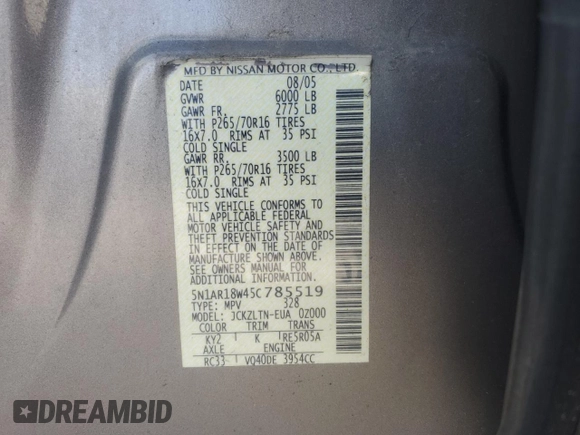 MFD BY NISSAN MOTOR CO., LTD.
DATE 08/05
GVWR 6000 LB
GAWR FR. 2775 LB
WITH P265/70R16 TIRES
16X7.0 RIMS AT 35 PSI
COLD SINGLE
GAWR RR. 3500 LB
WITH P265/70R16 TIRES
16X7.0 RIMS AT 35 PSI
COLD SINGLE
THIS VEHICLE CONFORMS TO
ALL APPLICABLE FEDERAL
MOTOR VEHICLE SAFETY AND
THEFT PREVENTION STANDARDS
IN EFFECT ON THE DATE OF
MANUFACTURE SHOWN ABOVE.
SEE OWNERS MANUAL FOR
ADDITIONAL INFORMATION.
5N1AR18W45C785519
TYPE: MPV 328
MODEL: JCKZLTN-EUA 0Z000
COLOR TRIM TRANS
KY2 K RE5R05A
AXLE ENGINE
RC33 VQ40DE 3954CC
DREAMBID